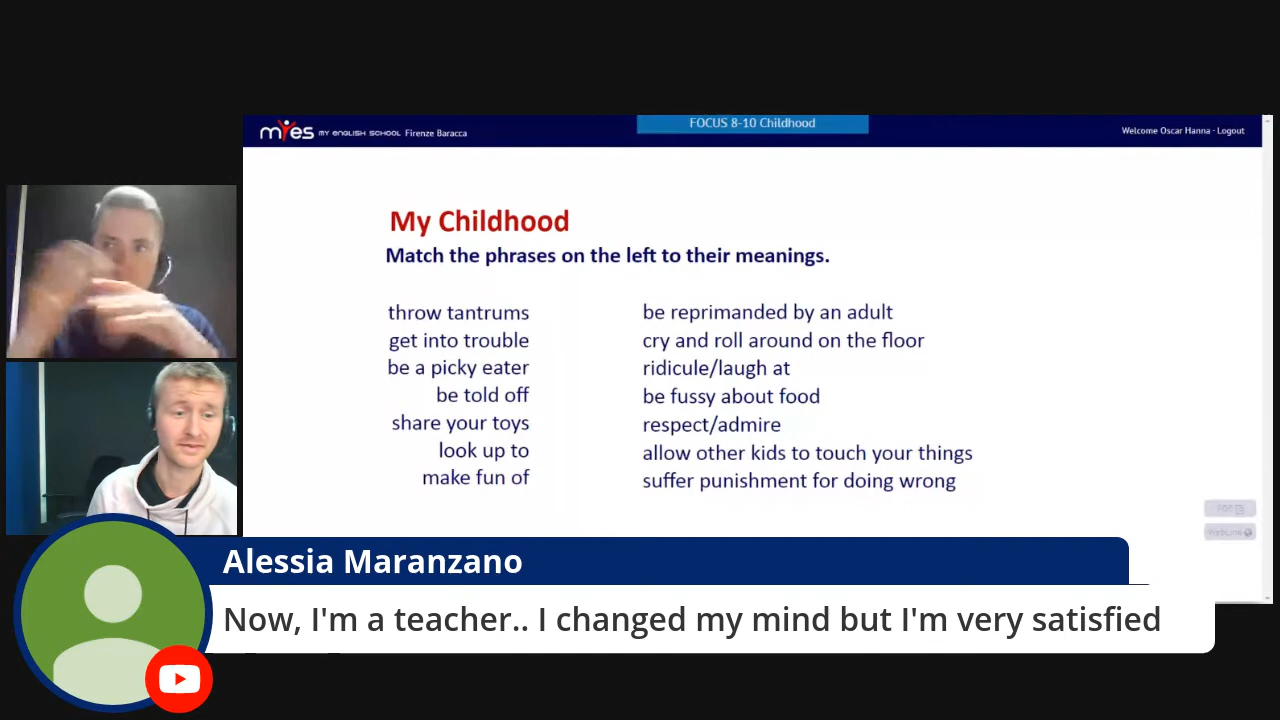 FOCUS 8-10 Childhood
myes MY ENGLISH SCHOOL Firenze Baracca
Welcome Oscar Hanna - Logout
My Childhood
Match the phrases on the left to their meanings.
throw tantrums
get into trouble
be a picky eater
be told off
share your toys
look up to
make fun of
be reprimanded by an adult
cry and roll around on the floor
ridicule/laugh at
be fussy about food
respect/admire
allow other kids to touch your things
suffer punishment for doing wrong
WebLink
Alessia Maranzano
Now, I'm a teacher.. I changed my mind but I'm very satisfied